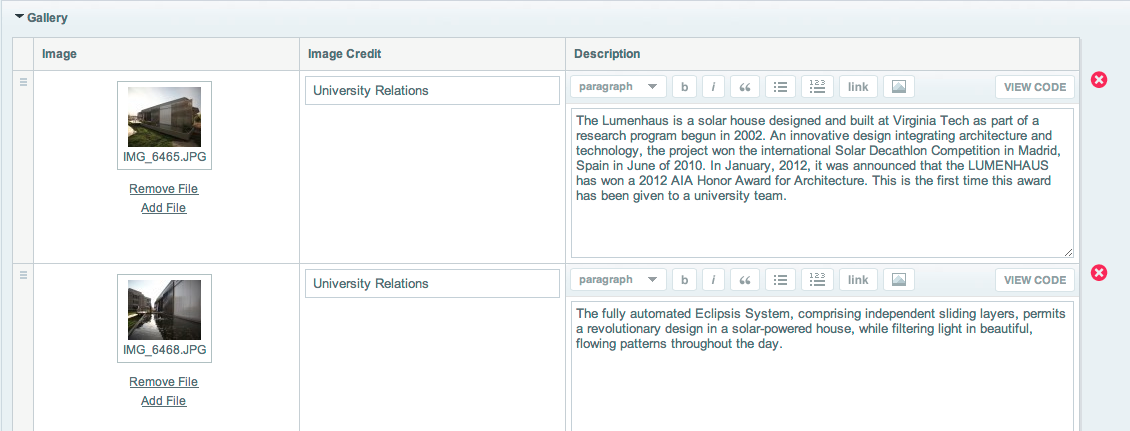 Gallery
Image
Image Credit
Description
IMG_6465.JPG
Remove File
Add File
University Relations
paragraph
b
i
“
1 2 3
link
VIEW CODE
The Lumenhaus is a solar house designed and built at Virginia Tech as part of a
research program begun in 2002. An innovative design integrating architecture and
technology, the project won the international Solar Decathlon Competition in Madrid,
Spain in June of 2010. In January, 2012, it was announced that the LUMENHAUS
has won a 2012 AIA Honor Award for Architecture. This is the first time this award
has been given to a university team.
IMG_6468.JPG
Remove File
Add File
University Relations
paragraph
b
i
“
1 2 3
link
VIEW CODE
The fully automated Eclipsis System, comprising independent sliding layers, permits
a revolutionary design in a solar-powered house, while filtering light in beautiful,
flowing patterns throughout the day.